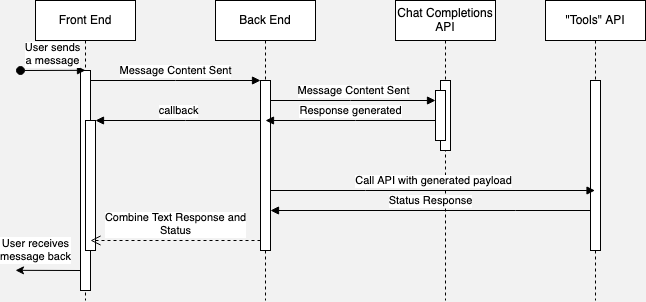 Front End
Back End
Chat Completions
API
"Tools" API
User sends
a message
Message Content Sent
Message Content Sent
callback
Response generated
Call API with generated payload
Status Response
Combine Text Response and
Status
User receives
message back